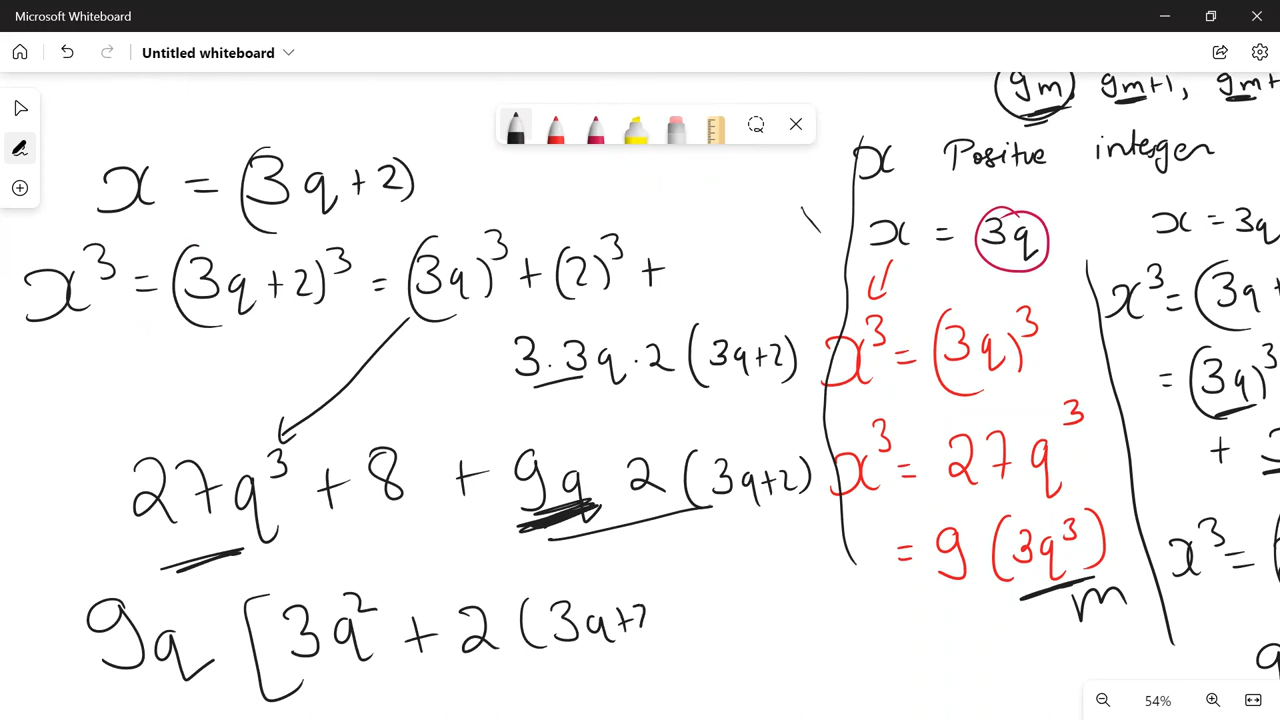 Microsoft Whiteboard
Untitled whiteboard
x = (3q + 2)
x³ = (3q + 2)³ = (3q)³ + (2)³ +
3 . 3q . 2 (3q+2)
27q³ + 8 + 9q 2 (3q+2)
9q [3q² + 2 (3q+2
9m 9m+1, 9m+
x Positive integer
x = 3q
x³ = (3q)³
x³ = 27q³
= 9 (3q³)
m
x = 3q
x³ = (3q +
= (3q)³
+
x³ =
54%